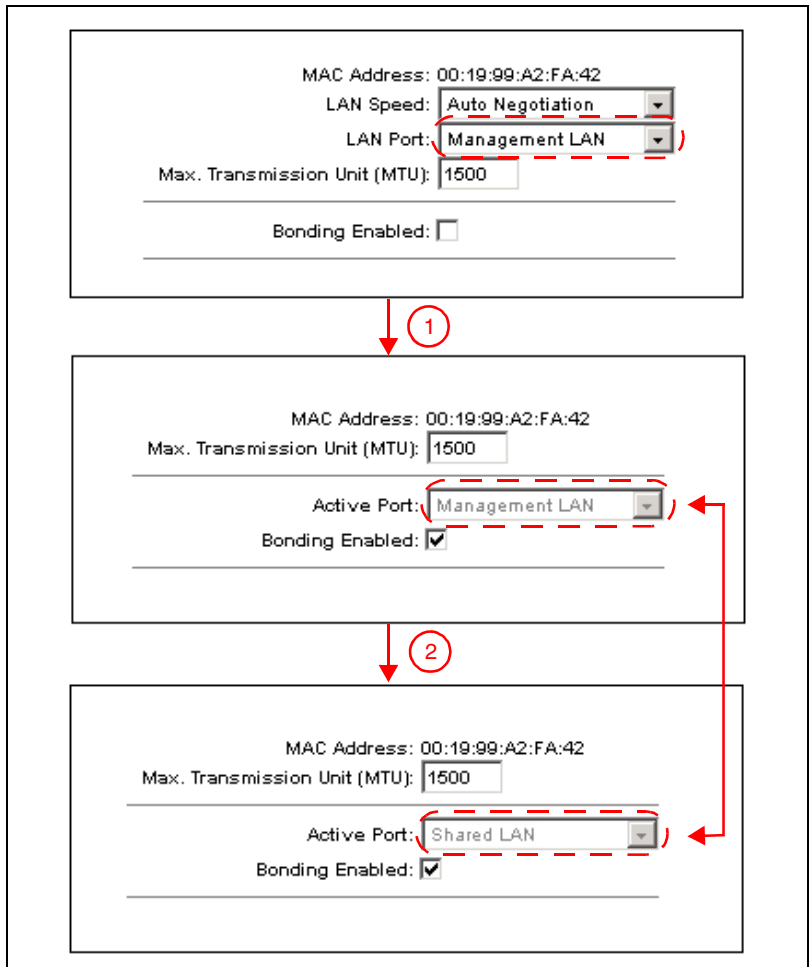 MAC Address: 00:19:99:A2:FA:42
LAN Speed: Auto Negotiation
LAN Port: Management LAN
Max. Transmission Unit (MTU): 1500
Bonding Enabled:
1
MAC Address: 00:19:99:A2:FA:42
Max. Transmission Unit (MTU): 1500
Active Port: Management LAN
Bonding Enabled:
2
MAC Address: 00:19:99:A2:FA:42
Max. Transmission Unit (MTU): 1500
Active Port: Shared LAN
Bonding Enabled: